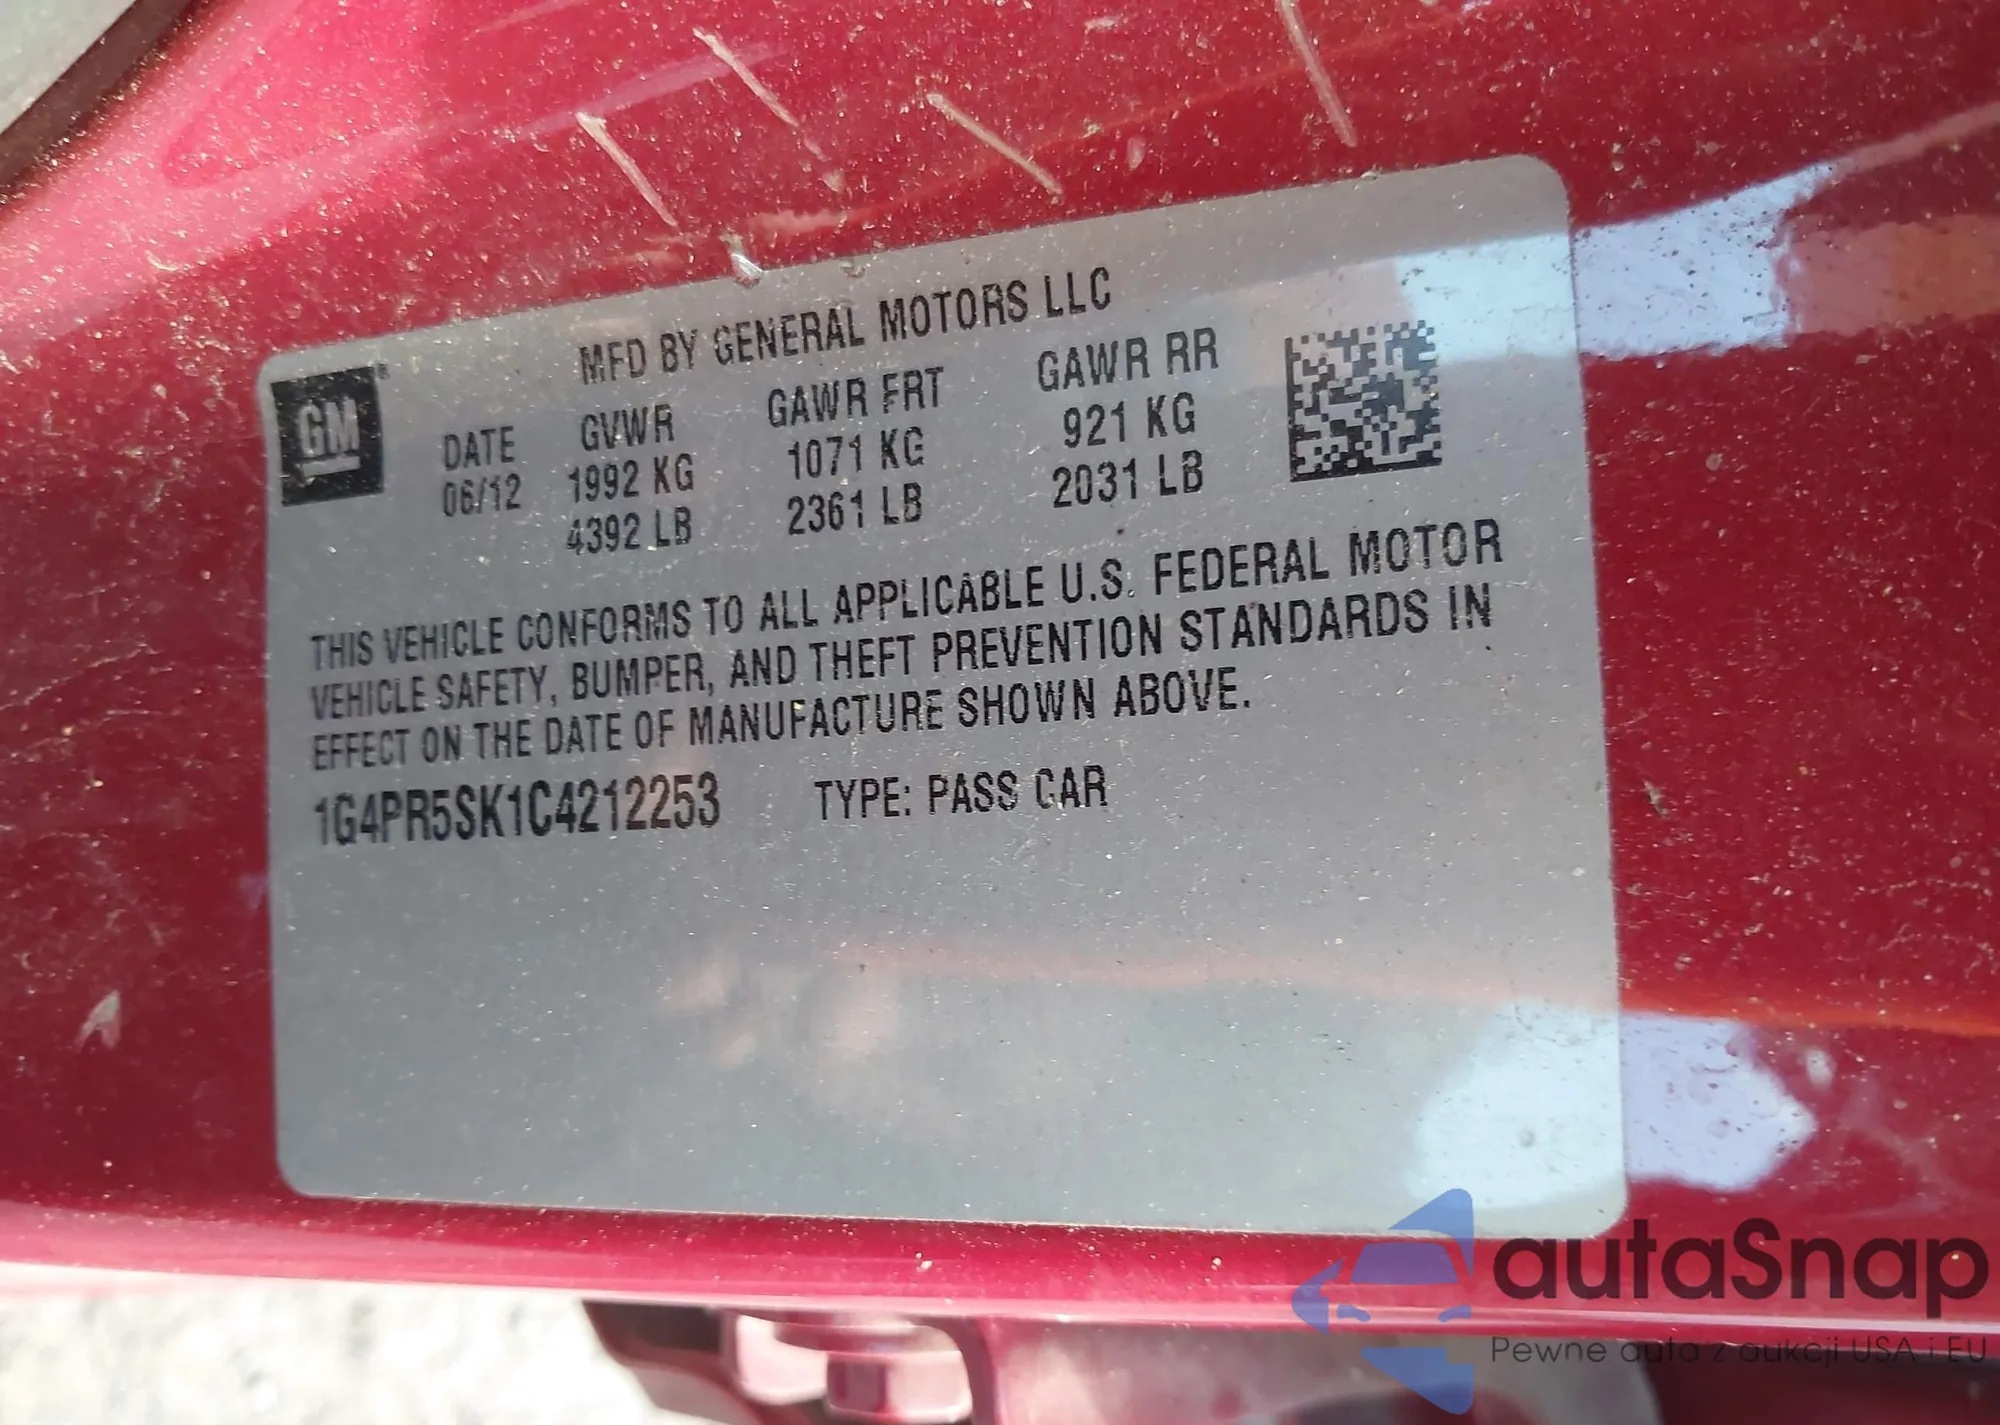 MFD BY GENERAL MOTORS LLC
GM®
DATE GVWR GAWR FRT GAWR RR
06/12 1992 KG 1071 KG 921 KG
4392 LB 2361 LB 2031 LB
THIS VEHICLE CONFORMS TO ALL APPLICABLE U.S. FEDERAL MOTOR
VEHICLE SAFETY, BUMPER, AND THEFT PREVENTION STANDARDS IN
EFFECT ON THE DATE OF MANUFACTURE SHOWN ABOVE.
1G4PR5SK1C4212253 TYPE: PASS CAR
autaSnap
Pewne auta z aukcji USA i EU